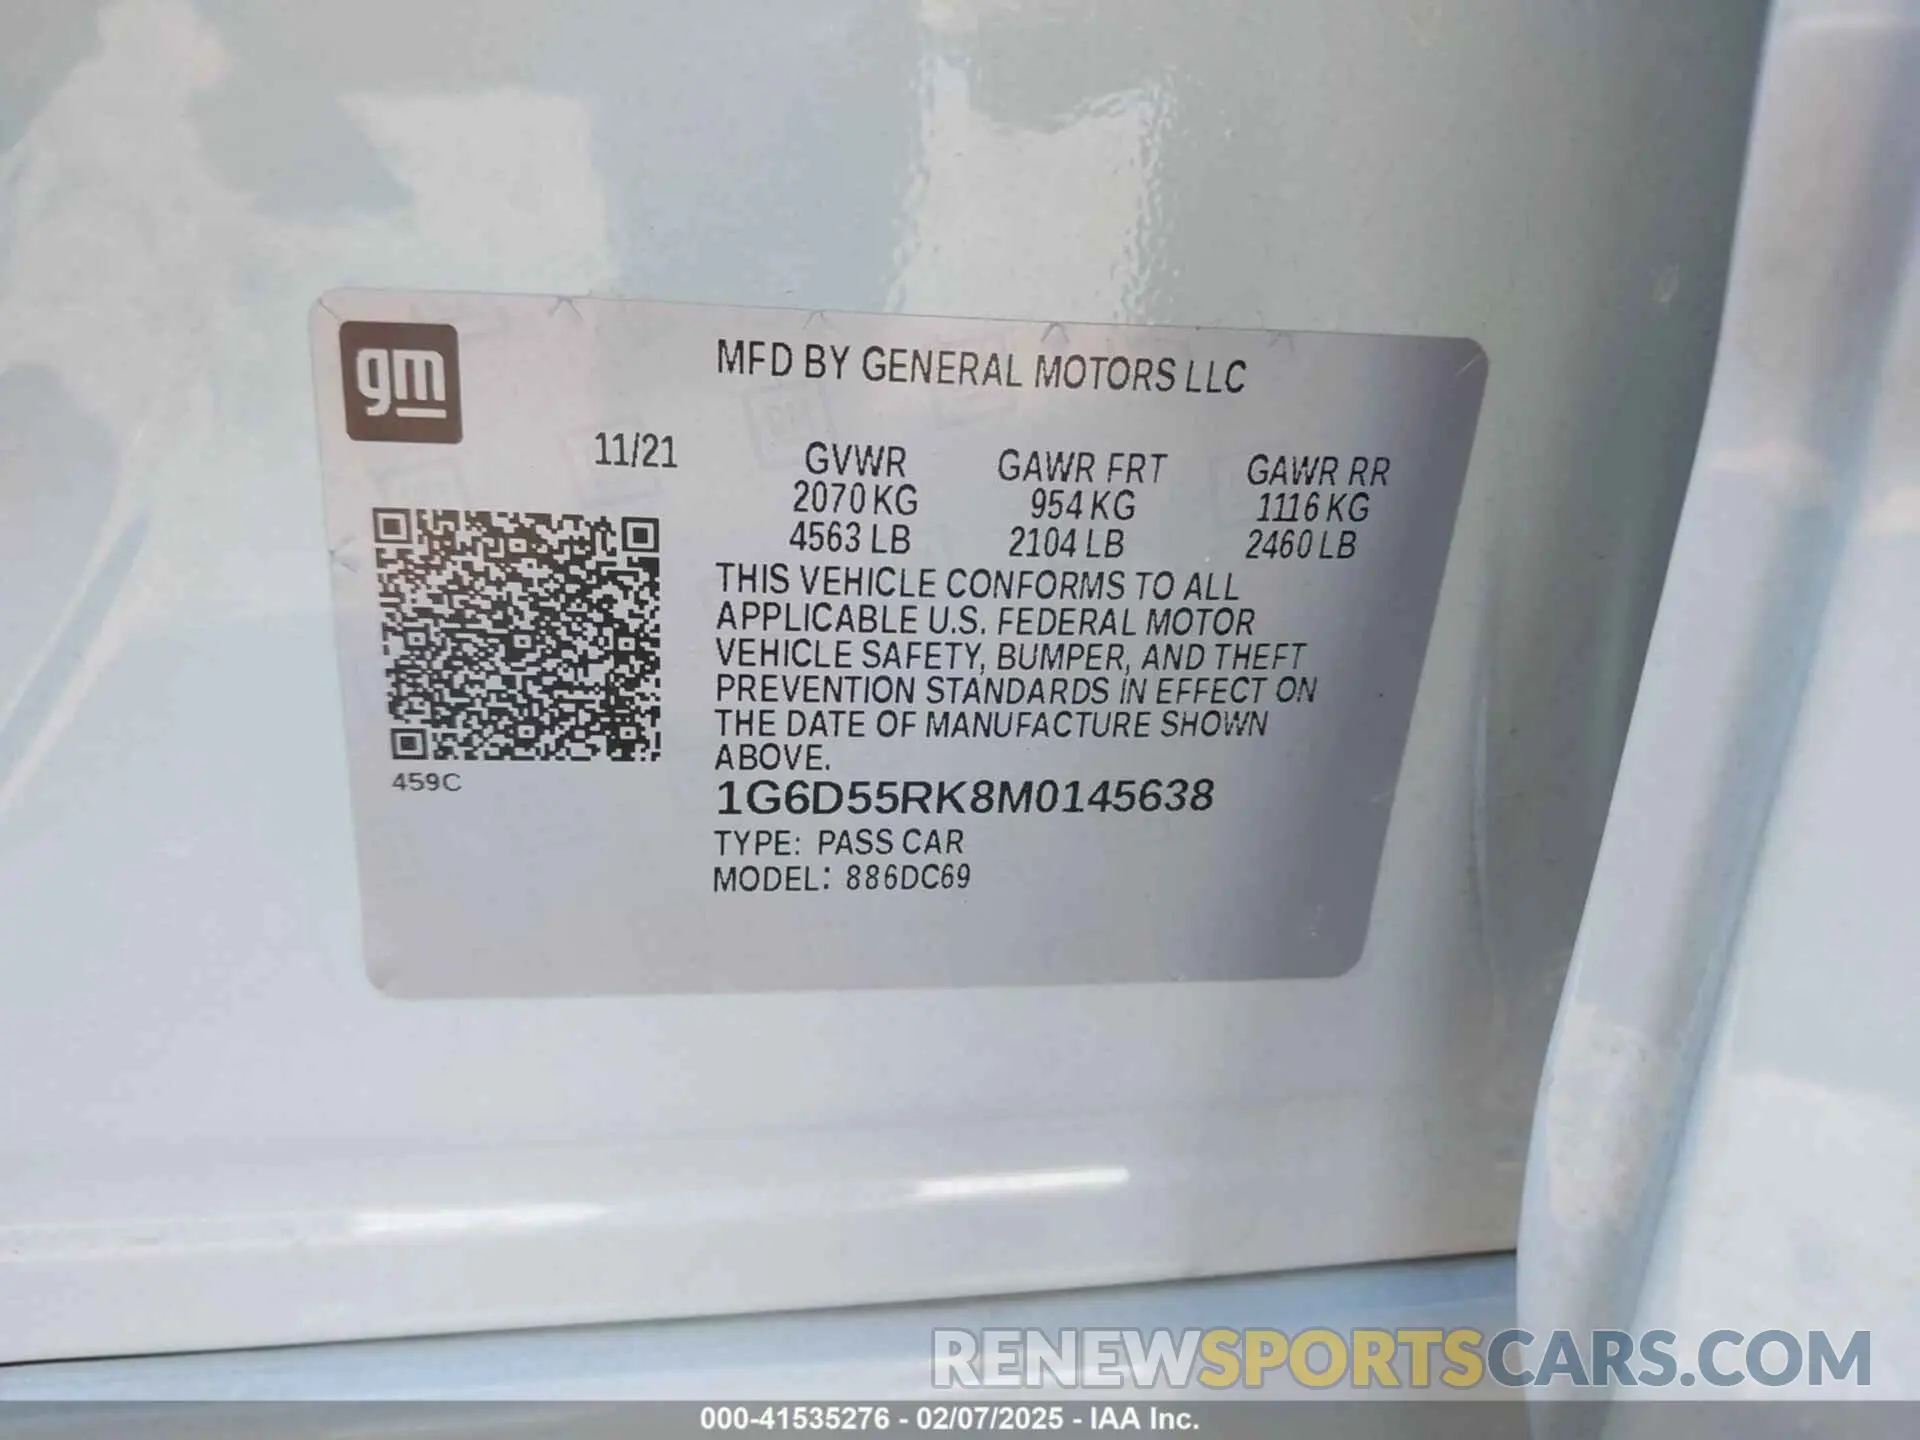 gm
MFD BY GENERAL MOTORS LLC
11/21 GVWR GAWR FRT GAWR RR
2070 KG 954 KG 1116 KG
4563 LB 2104 LB 2460 LB
THIS VEHICLE CONFORMS TO ALL
APPLICABLE U.S. FEDERAL MOTOR
VEHICLE SAFETY, BUMPER, AND THEFT
PREVENTION STANDARDS IN EFFECT ON
THE DATE OF MANUFACTURE SHOWN
ABOVE.
459C
1G6D55RK8M0145638
TYPE: PASS CAR
MODEL: 886DC69
RENEWSPORTSCARS.COM
000-41535276 - 02/07/2025 - IAA Inc.